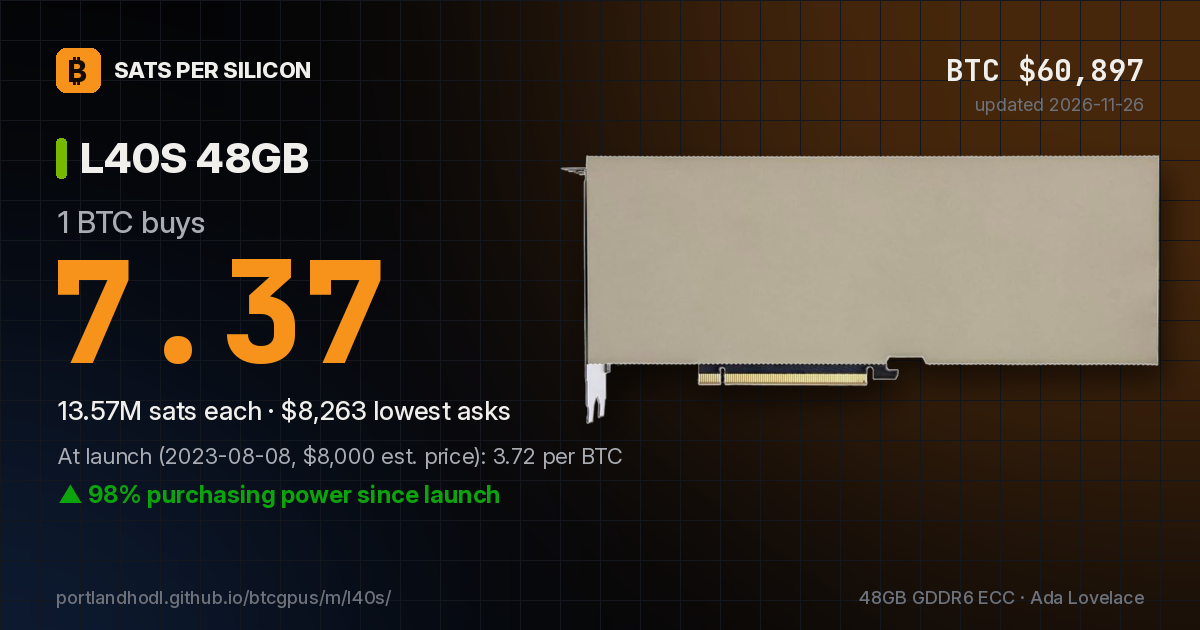 ₿ SATS PER SILICON
BTC $60,897
updated 2026-11-26
L40S 48GB
1 BTC buys
7.37
13.57M sats each · $8,263 lowest asks
At launch (2023-08-08, $8,000 est. price): 3.72 per BTC
▲ 98% purchasing power since launch
portlandhodl.github.io/btcgpus/m/l40s/
48GB GDDR6 ECC · Ada Lovelace